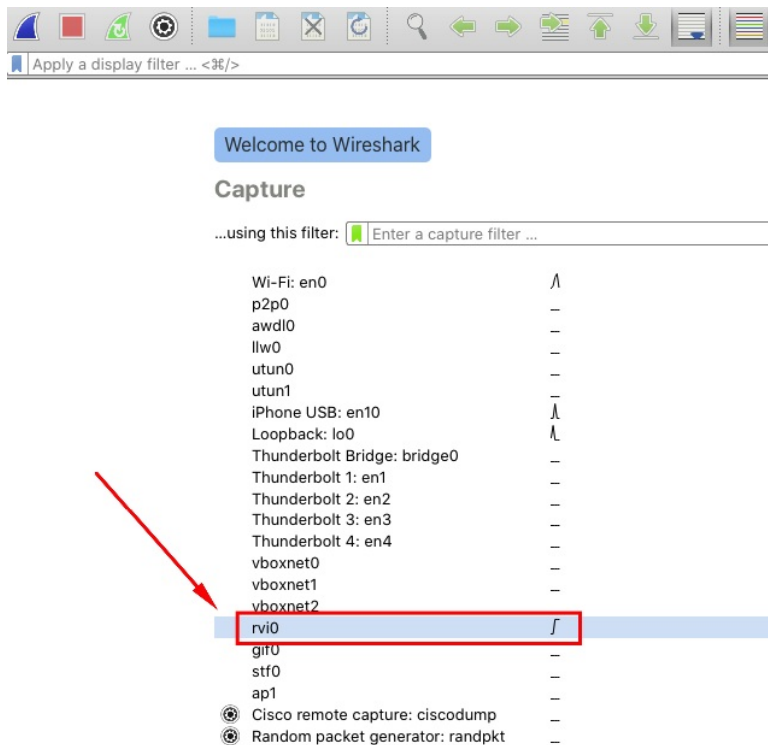 Apply a display filter ... <⌘/>
Welcome to Wireshark
Capture
...using this filter: Enter a capture filter ...
Wi-Fi: en0
p2p0
awdl0
llw0
utun0
utun1
iPhone USB: en10
Loopback: lo0
Thunderbolt Bridge: bridge0
Thunderbolt 1: en1
Thunderbolt 2: en2
Thunderbolt 3: en3
Thunderbolt 4: en4
vboxnet0
vboxnet1
vboxnet2
rvi0
gif0
stf0
ap1
Cisco remote capture: ciscodump
Random packet generator: randpkt